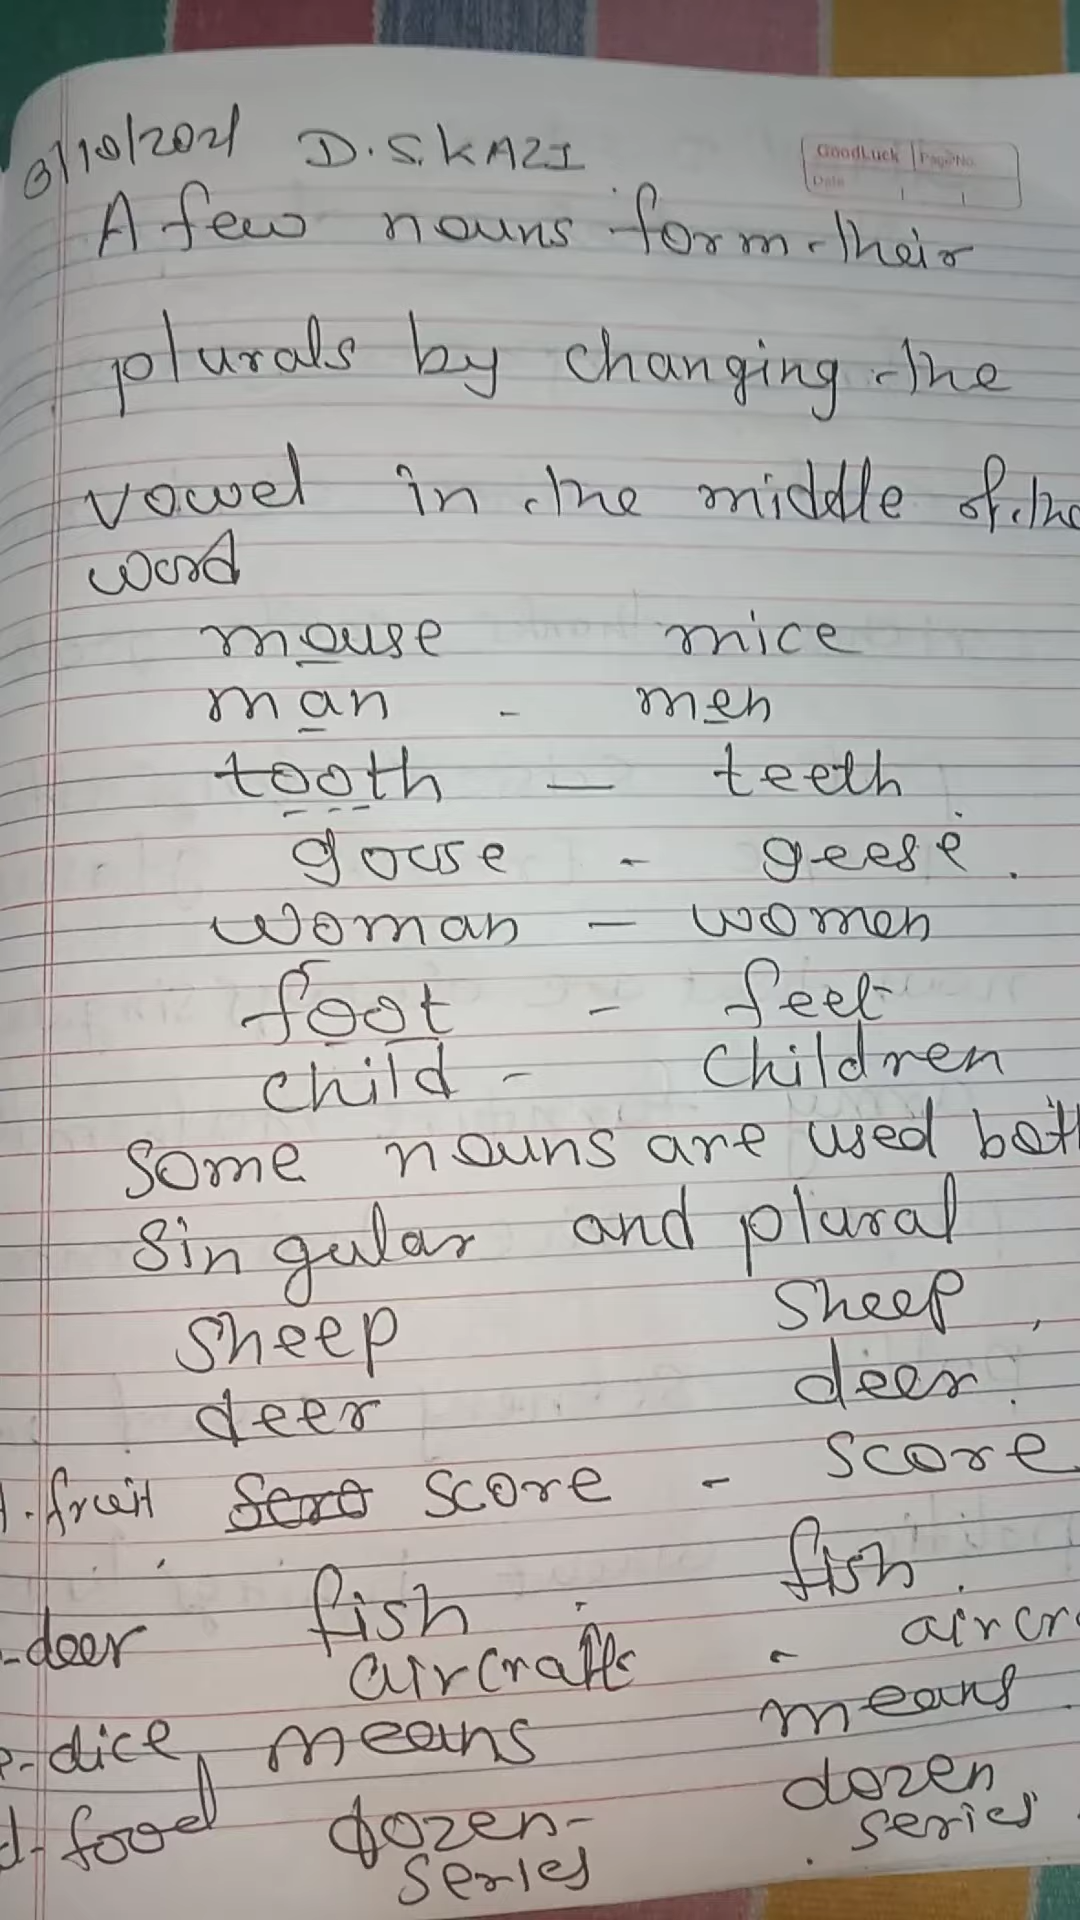 3/10/2021 D.S.KAZI
GoodLuck Page No.
Date
A few nouns form their
plurals by changing the
vowel in the middle of the
word
mouse mice
man - men
tooth - teeth
goose - geese.
woman - women
foot - feet
child - children
Some nouns are used both
Singular and plural
sheep sheep,
deer deer.
fruit score - score
fish - fish.
-deer aircrafts - aircr
-dice, means means.
d-food dozen- dozen
series series